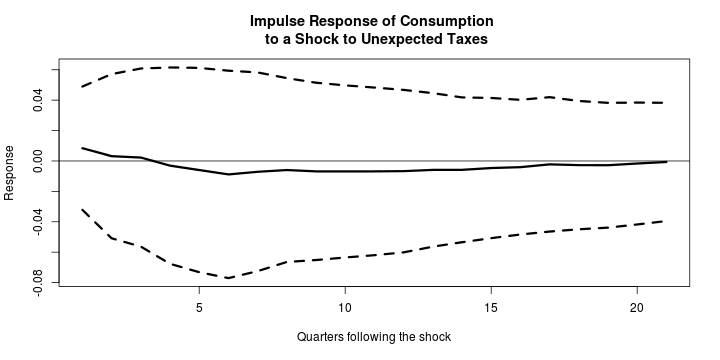 Impulse Response of Consumption
to a Shock to Unexpected Taxes
Response
0.04
0.00
-0.04
-0.08
5 10 15 20
Quarters following the shock